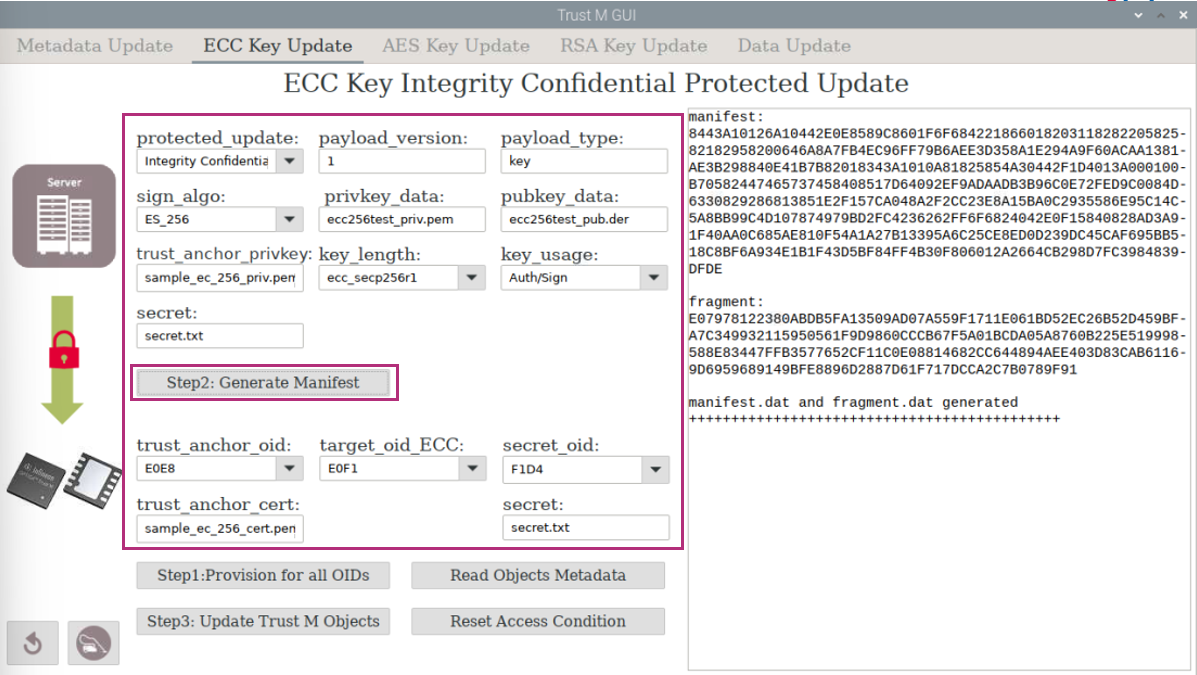 Trust M GUI
Metadata Update ECC Key Update AES Key Update RSA Key Update Data Update
ECC Key Integrity Confidential Protected Update
Server
protected_update: payload_version: payload_type:
Integrity Confidentia 1 key
sign_algo: privkey_data: pubkey_data:
ES_256 ecc256test_priv.pem ecc256test_pub.der
trust_anchor_privkey: key_length: key_usage:
sample_ec_256_priv.pem ecc_secp256r1 Auth/Sign
secret:
secret.txt
Step2: Generate Manifest
trust_anchor_oid: target_oid_ECC: secret_oid:
E0E8 E0F1 F1D4
trust_anchor_cert: secret:
sample_ec_256_cert.pem secret.txt
Step1:Provision for all OIDs Read Objects Metadata
Step3: Update Trust M Objects Reset Access Condition
manifest:
8443A10126A10442E0E8589C8601F6F6842218660182031182822 05825-
82182958200646A8A7FB4EC96FF79B6AEE3D358A1E294A9F60ACAA1381-
AE3B298840E41B7B82018343A1010A81825854A30442F1D4013A000100-
B7058244746573745840851 7D64092EF9ADAADB3B96C0E72FED9C0084D-
6330829286813851E2F157CA048A2F2CC23E8A15BA0C2935586E95C14C-
5A8BB99C4D107874979BD2FC4236262FF6F6824042E0F15840828AD3A9-
1F40AA0C685AE810F54A1A27B13395A6C25CE8ED0D239DC45CAF695BB5-
18C8BF6A934E1B1F43D5BF84FF4B30F806012A2664CB298D7FC3984839-
DFDE
fragment:
E07978122380ABDB5FA13509AD07A559F1711E061BD52EC26B52D459BF-
A7C349932115950561F9D9860CCCB67F5A01BCDA05A8760B225E519998-
588E83447FFB3577652CF11C0E08814682CC644894AEE403D83CAB6116-
9D6959689149BFE8896D2887D61F717DCCA2C7B0789F91
manifest.dat and fragment.dat generated
++++++++++++++++++++++++++++++++++++++++++++